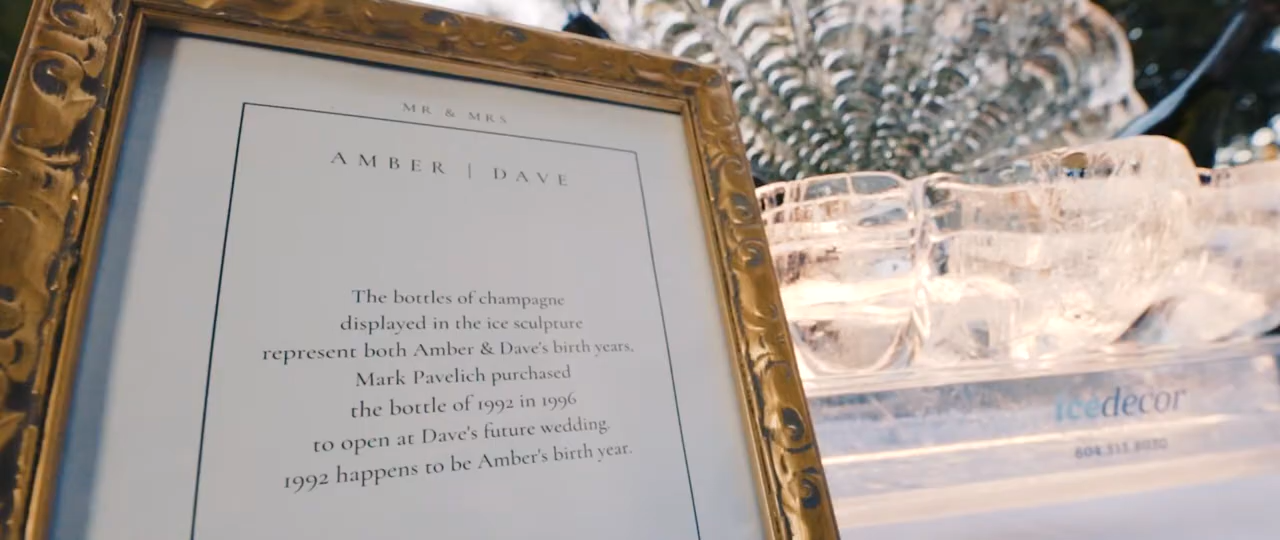 MR & MRS
AMBER | DAVE
The bottles of champagne
displayed in the ice sculpture
represent both Amber & Dave's birth years.
Mark Pavelich purchased
the bottle of 1992 in 1996
to open at Dave's future wedding.
1992 happens to be Amber's birth year.
icedecor